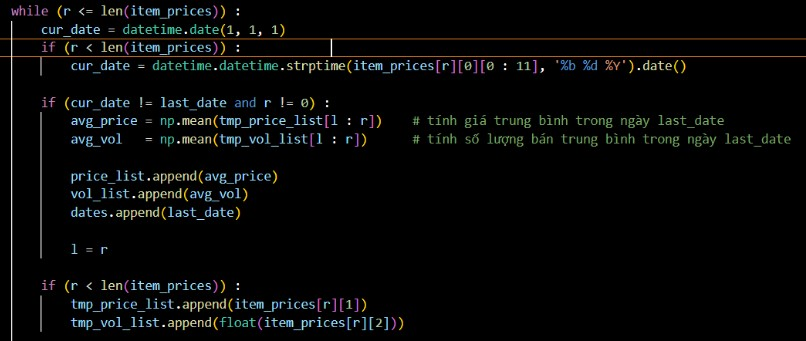 while (r <= len(item_prices)) :
cur_date = datetime.date(1, 1, 1)
if (r < len(item_prices)) :
cur_date = datetime.datetime.strptime(item_prices[r][0][0 : 11], '%b %d %Y').date()
if (cur_date != last_date and r != 0) :
avg_price = np.mean(tmp_price_list[l : r]) # tính giá trung bình trong ngày last_date
avg_vol = np.mean(tmp_vol_list[l : r]) # tính số lượng bán trung bình trong ngày last_date
price_list.append(avg_price)
vol_list.append(avg_vol)
dates.append(last_date)
l = r
if (r < len(item_prices)) :
tmp_price_list.append(item_prices[r][1])
tmp_vol_list.append(float(item_prices[r][2]))